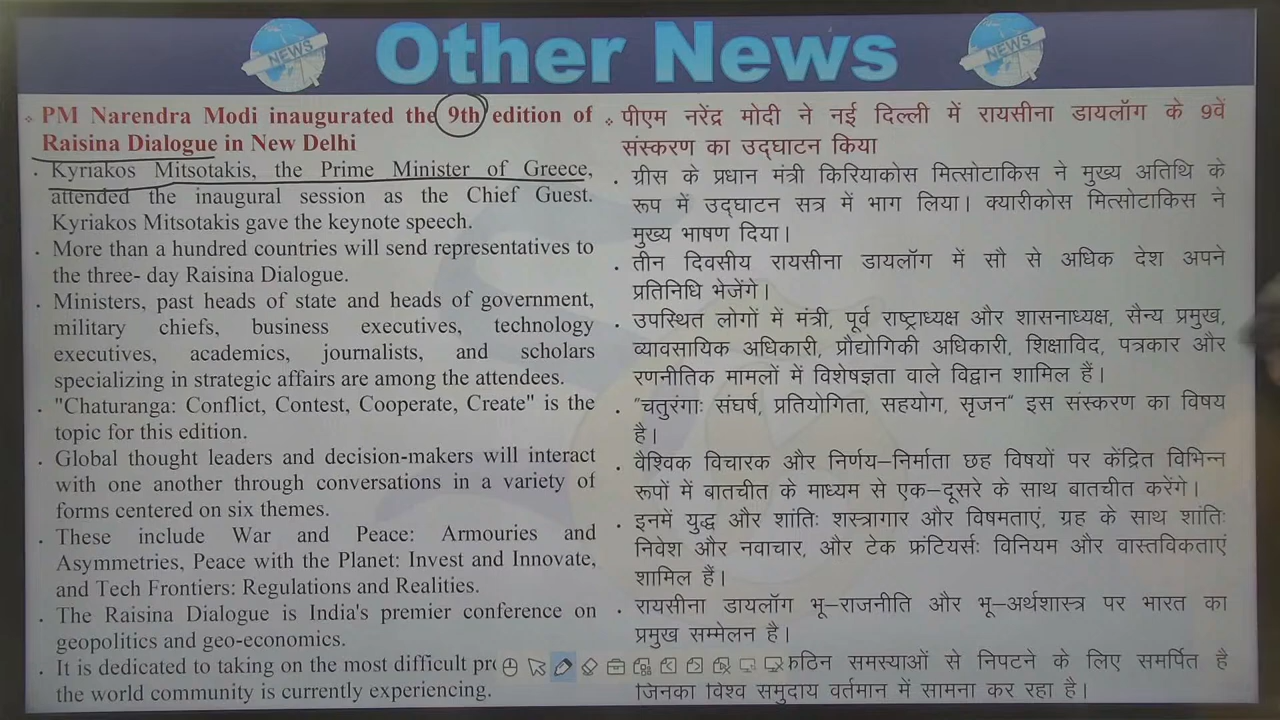 NEWS
Other News
NEWS
PM Narendra Modi inaugurated the 9th edition of
Raisina Dialogue in New Delhi
Kyriakos Mitsotakis, the Prime Minister of Greece,
attended the inaugural session as the Chief Guest.
Kyriakos Mitsotakis gave the keynote speech.
More than a hundred countries will send representatives to
the three- day Raisina Dialogue.
Ministers, past heads of state and heads of government,
military chiefs, business executives, technology
executives, academics, journalists, and scholars
specializing in strategic affairs are among the attendees.
"Chaturanga: Conflict, Contest, Cooperate, Create" is the
topic for this edition.
Global thought leaders and decision-makers will interact
with one another through conversations in a variety of
forms centered on six themes.
These include War and Peace: Armouries and
Asymmetries, Peace with the Planet: Invest and Innovate,
and Tech Frontiers: Regulations and Realities.
The Raisina Dialogue is India's premier conference on
geopolitics and geo-economics.
It is dedicated to taking on the most difficult
the world community is currently experiencing.
पीएम नरेंद्र मोदी ने नई दिल्ली में रायसीना डायलॉग के 9वें
संस्करण का उद्घाटन किया
ग्रीस के प्रधान मंत्री किरियाकोस मित्सोटाकिस ने मुख्य अतिथि के
रूप में उद्घाटन सत्र में भाग लिया। क्यारीकोस मित्सोटाकिस ने
मुख्य भाषण दिया।
तीन दिवसीय रायसीना डायलॉग में सौ से अधिक देश अपने
प्रतिनिधि भेजेंगे।
उपस्थित लोगों में मंत्री, पूर्व राष्ट्राध्यक्ष और शासनाध्यक्ष, सैन्य प्रमुख,
व्यावसायिक अधिकारी, प्रौद्योगिकी अधिकारी, शिक्षाविद, पत्रकार और
रणनीतिक मामलों में विशेषज्ञता वाले विद्वान शामिल हैं।
"चतुरंगाः संघर्ष, प्रतियोगिता, सहयोग, सृजन" इस संस्करण का विषय
है।
वैश्विक विचारक और निर्णय–निर्माता छह विषयों पर केंद्रित विभिन्न
रूपों में बातचीत के माध्यम से एक–दूसरे के साथ बातचीत करेंगे।
इनमें युद्ध और शांतिः शस्त्रागार और विषमताएं, ग्रह के साथ शांतिः
निवेश और नवाचार, और टेक फ्रंटियर्सः विनियम और वास्तविकताएं
शामिल हैं।
रायसीना डायलॉग भू–राजनीति और भू–अर्थशास्त्र पर भारत का
प्रमुख सम्मेलन है।
कठिन समस्याओं से निपटने के लिए समर्पित है
जिनका विश्व समुदाय वर्तमान में सामना कर रहा है।